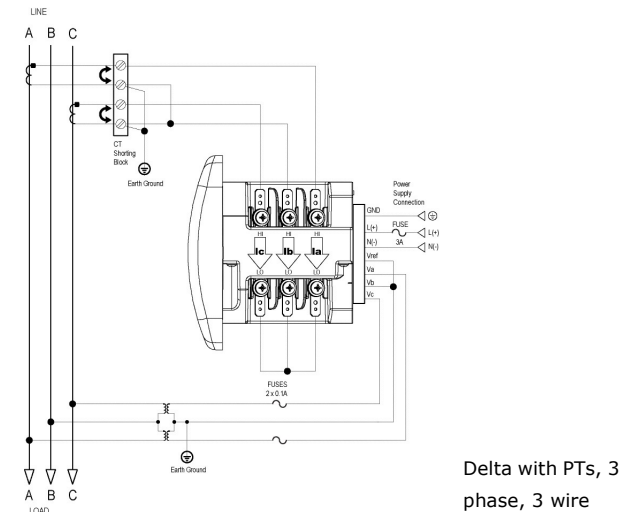 LINE
A B C
CT
Shorting
Block
Earth Ground
Power
Supply
Connection
GND
FUSE
L(+)
L(+)
N(-)
3A
N(-)
Vref
Va
Vb
Vc
HI HI HI
Ic Ib Ia
LO LO LO
FUSES
2 x 0.1A
Earth Ground
A B C
LOAD
Delta with PTs, 3
phase, 3 wire